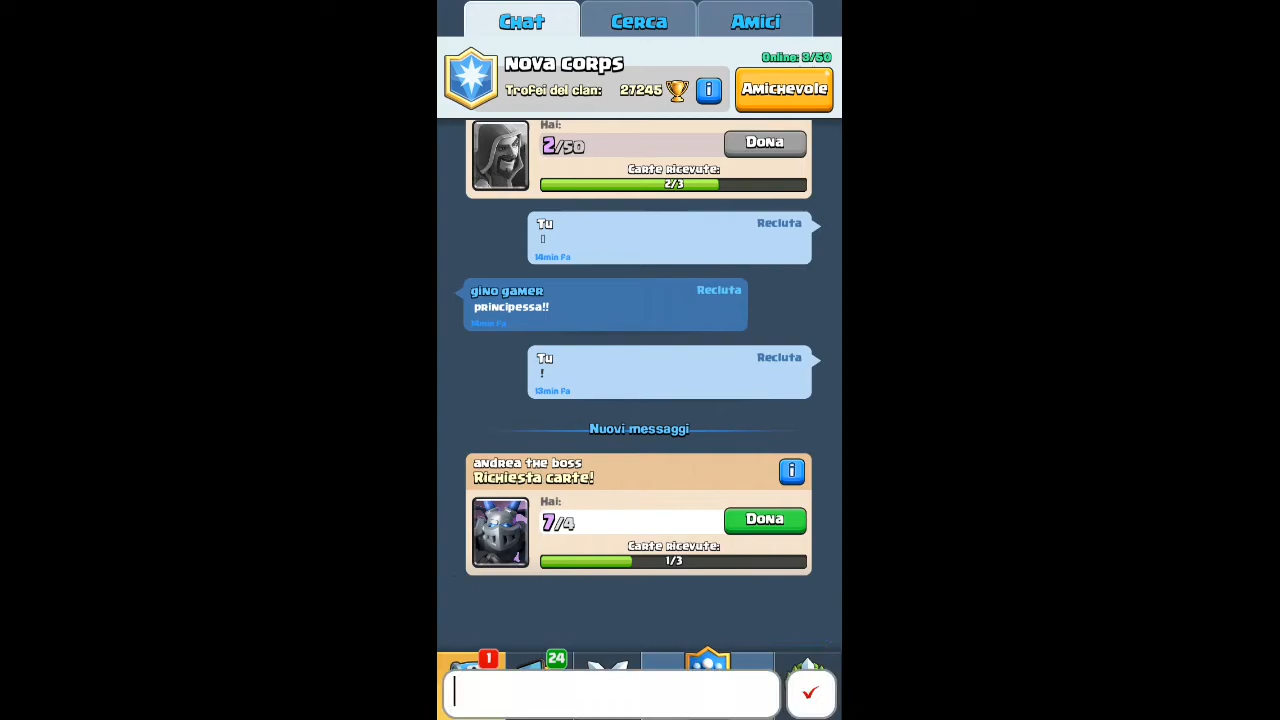 Chat Cerca Amici
Nova corps
Online: 3/50
Trofei del clan: 27245
Amichevole
Hai:
2/50
Dona
Carte ricevute:
2/3
Tu Recluta
14min fa
gino gamer Recluta
principessa!!
14min fa
Tu Recluta
!
13min fa
Nuovi messaggi
andrea the boss
Richiesta carte!
Hai:
7/4
Dona
Carte ricevute:
1/3
1
24